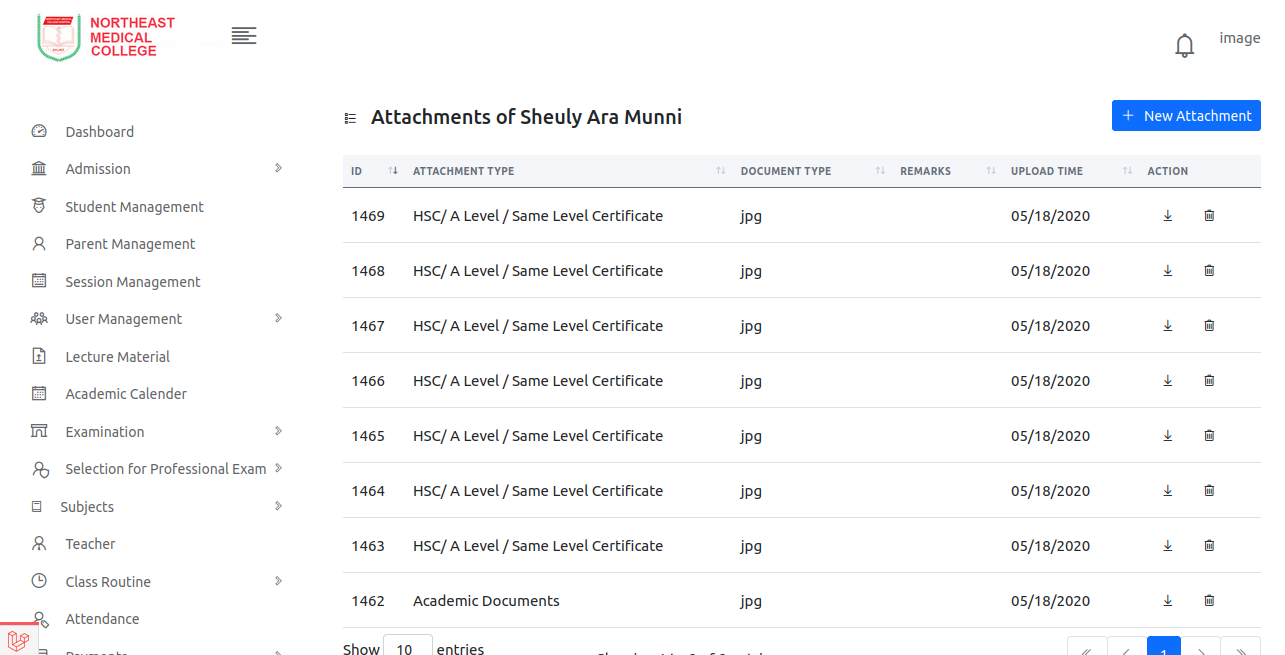 NORTHEAST
MEDICAL
COLLEGE
image
Dashboard
Admission
Student Management
Parent Management
Session Management
User Management
Lecture Material
Academic Calender
Examination
Selection for Professional Exam
Subjects
Teacher
Class Routine
Attendance
Payments
Attachments of Sheuly Ara Munni
+ New Attachment
ID ATTACHMENT TYPE DOCUMENT TYPE REMARKS UPLOAD TIME ACTION
1469 HSC/ A Level / Same Level Certificate jpg 05/18/2020
1468 HSC/ A Level / Same Level Certificate jpg 05/18/2020
1467 HSC/ A Level / Same Level Certificate jpg 05/18/2020
1466 HSC/ A Level / Same Level Certificate jpg 05/18/2020
1465 HSC/ A Level / Same Level Certificate jpg 05/18/2020
1464 HSC/ A Level / Same Level Certificate jpg 05/18/2020
1463 HSC/ A Level / Same Level Certificate jpg 05/18/2020
1462 Academic Documents jpg 05/18/2020
Show 10 entries
« ‹ 1 › »